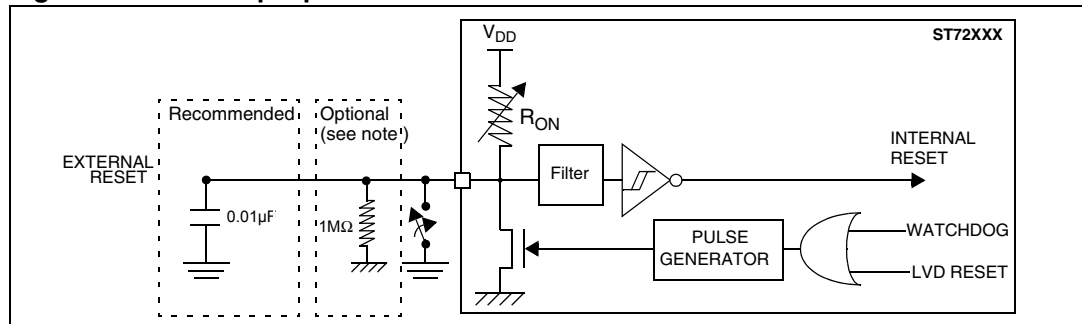 ST72XXX
VDD
RON
Recommended
Optional
(see note )
EXTERNAL
RESET
0.01µF
1MΩ
Filter
INTERNAL
RESET
PULSE
GENERATOR
WATCHDOG
LVD RESET